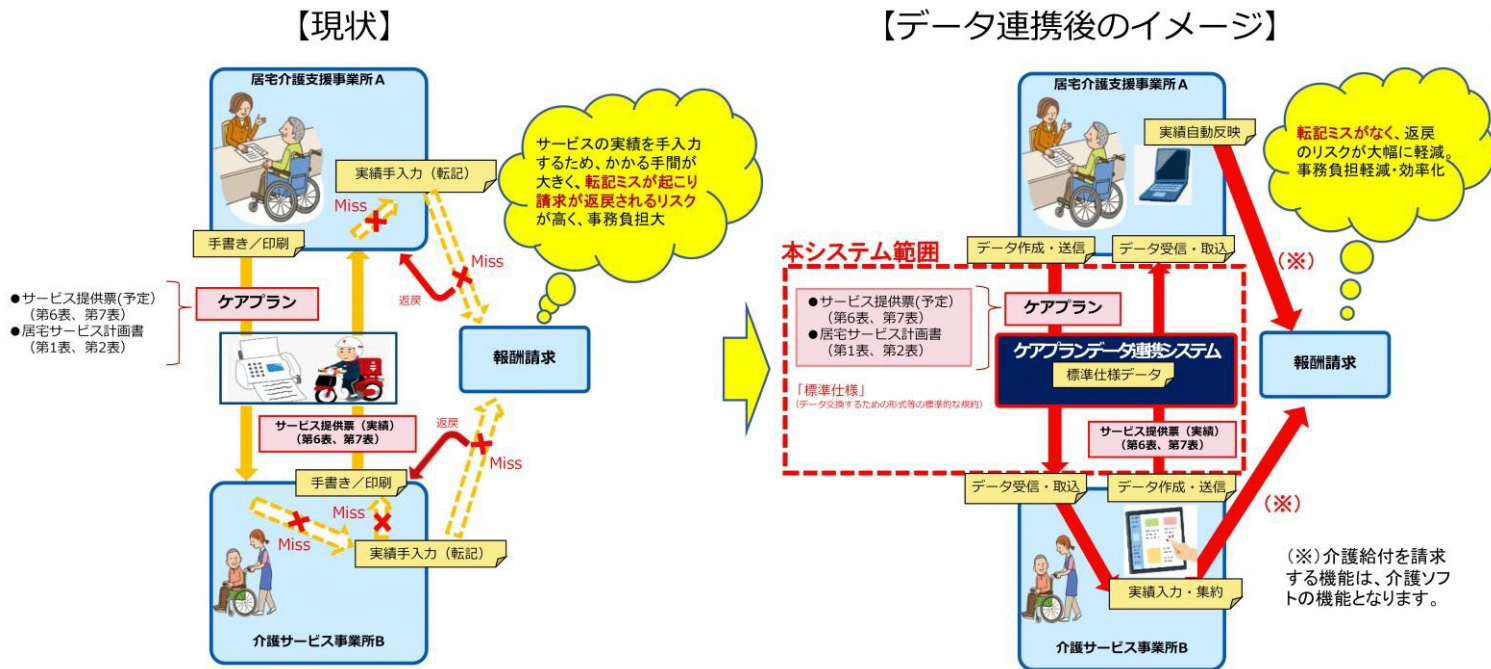 【現状】
居宅介護支援事業所A
実績手入力（転記）
Miss
手書き／印刷
サービスの実績を手入力
するため、かかる手間が
大きく、転記ミスが起こり
請求が返戻されるリスク
が高く、事務負担大
Miss
返戻
●サービス提供票(予定)
（第6表、第7表）
●居宅サービス計画書
（第1表、第2表）
ケアプラン
報酬請求
サービス提供票（実績）
（第6表、第7表）
返戻
Miss
手書き／印刷
Miss
Miss
実績手入力（転記）
介護サービス事業所B
【データ連携後のイメージ】
居宅介護支援事業所A
実績自動反映
転記ミスがなく、返戻
のリスクが大幅に軽減。
事務負担軽減・効率化
データ作成・送信
データ受信・取込
本システム範囲
（※）
●サービス提供票(予定)
（第6表、第7表）
●居宅サービス計画書
（第1表、第2表）
ケアプラン
ケアプランデータ連携システム
標準仕様データ
報酬請求
「標準仕様」
（データ交換するための形式等の標準的な規約）
サービス提供票（実績）
（第6表、第7表）
データ受信・取込
データ作成・送信
（※）
実績入力・集約
介護サービス事業所B
（※）介護給付を請求
する機能は、介護ソフ
トの機能となります。